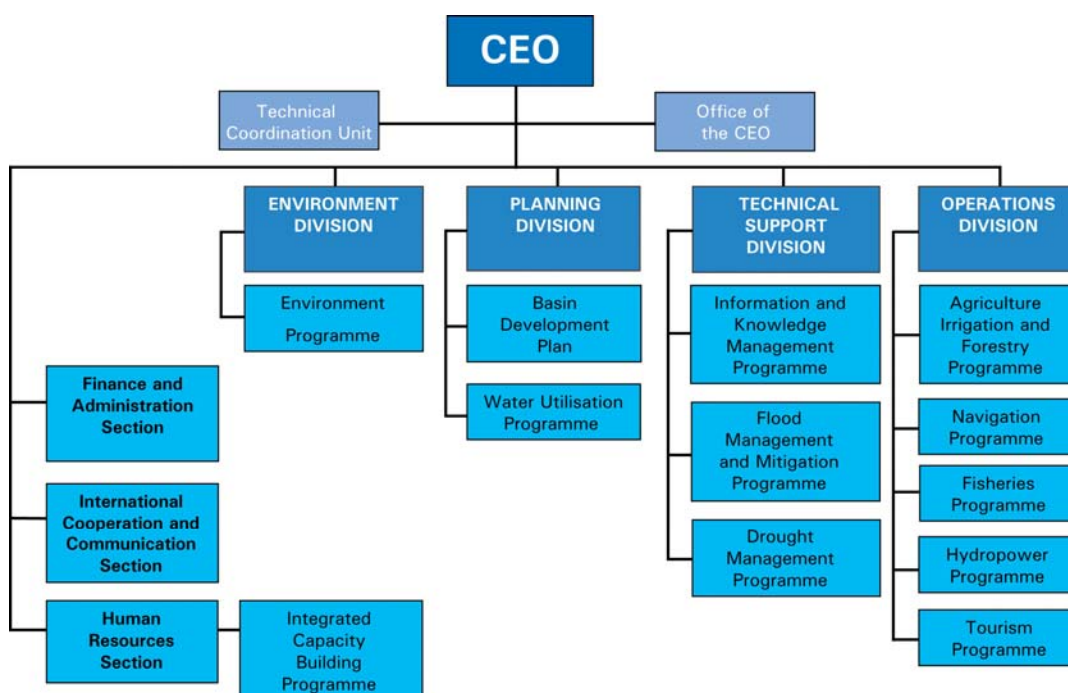 CEO
Technical
Coordination Unit
Office of
the CEO
ENVIRONMENT
DIVISION
PLANNING
DIVISION
TECHNICAL
SUPPORT
DIVISION
OPERATIONS
DIVISION
Environment
Programme
Basin
Development
Plan
Information and
Knowledge
Management
Programme
Agriculture
Irrigation and
Forestry
Programme
Finance and
Administration
Section
Water Utilisation
Programme
Flood
Management
and Mitigation
Programme
Navigation
Programme
Fisheries
Programme
International
Cooperation and
Communication
Section
Drought
Management
Programme
Hydropower
Programme
Human
Resources
Section
Integrated
Capacity
Building
Programme
Tourism
Programme